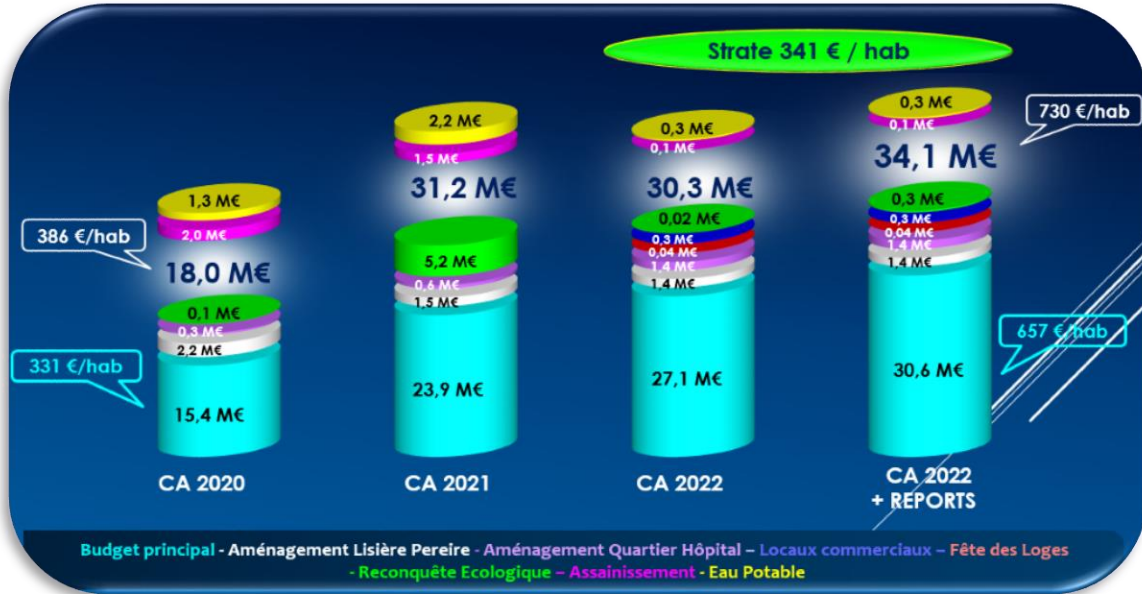 Strate 341 € / hab
386 €/hab
331 €/hab
1,3 M€
2,0 M€
18,0 M€
0,1 M€
0,3 M€
2,2 M€
15,4 M€
CA 2020
2,2 M€
1,5 M€
31,2 M€
5,2 M€
0,6 M€
1,5 M€
23,9 M€
CA 2021
0,3 M€
0,1 M€
30,3 M€
0,02 M€
0,3 M€
0,04 M€
1,4 M€
1,4 M€
27,1 M€
CA 2022
0,3 M€
0,1 M€
34,1 M€
0,3 M€
0,3 M€
0,04 M€
1,4 M€
1,4 M€
30,6 M€
CA 2022
+ REPORTS
730 €/hab
657 €/hab
Budget principal - Aménagement Lisière Pereire - Aménagement Quartier Hôpital – Locaux commerciaux – Fête des Loges
- Reconquête Ecologique – Assainissement - Eau Potable